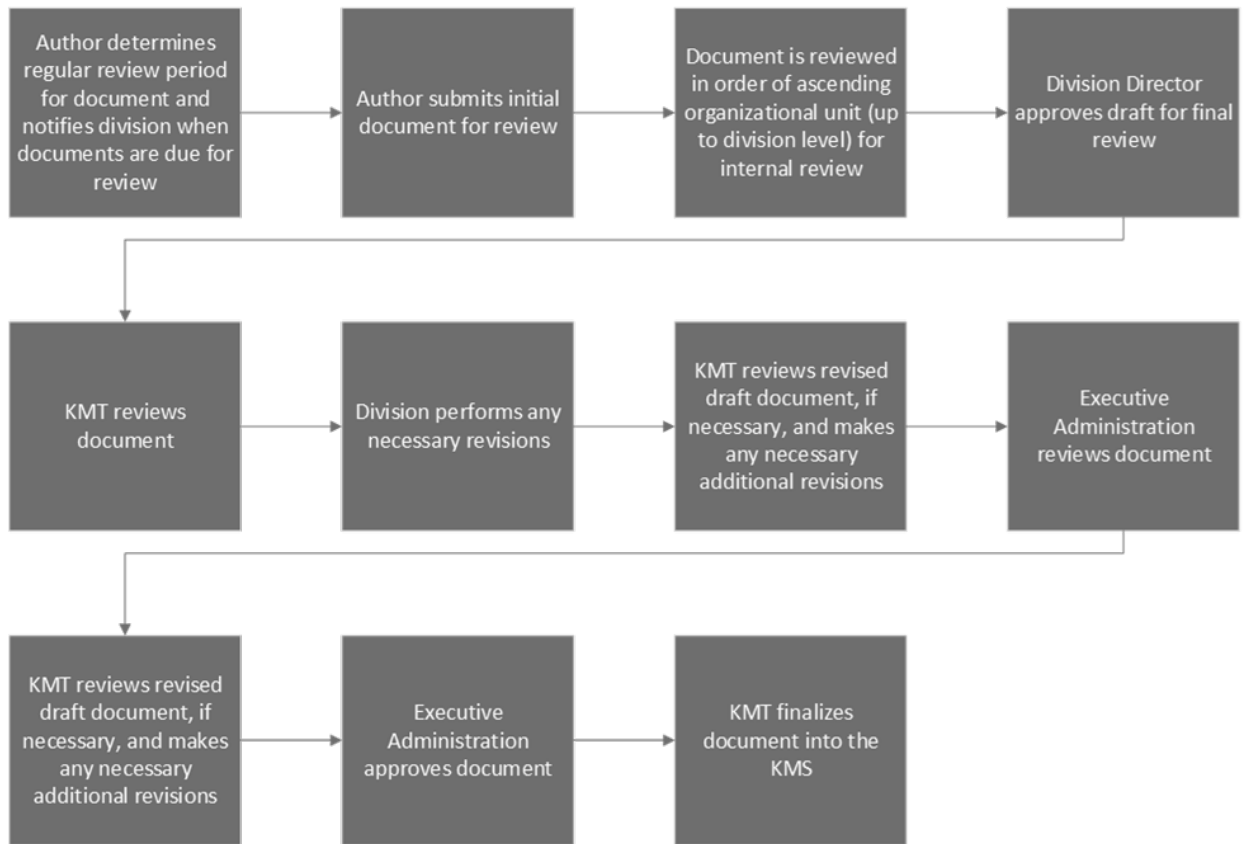 Author determines
regular review period
for document and
notifies division when
documents are due for
review
Author submits initial
document for review
Document is reviewed
in order of ascending
organizational unit (up
to division level) for
internal review
Division Director
approves draft for final
review
KMT reviews
document
Division performs any
necessary revisions
KMT reviews revised
draft document, if
necessary, and makes
any necessary
additional revisions
Executive
Administration
reviews document
KMT reviews revised
draft document, if
necessary, and makes
any necessary
additional revisions
Executive
Administration
approves document
KMT finalizes
document into the
KMS